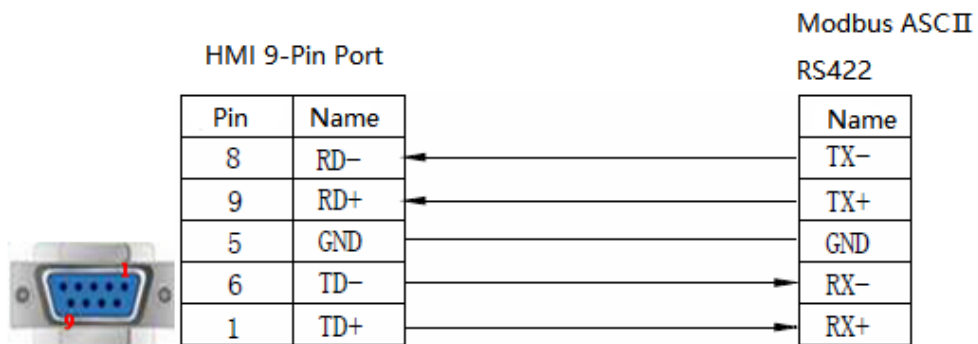 Modbus ASCⅡ
HMI 9-Pin Port
RS422
Pin Name Name
8 RD- TX-
9 RD+ TX+
5 GND GND
6 TD- RX-
1 TD+ RX+
1
9